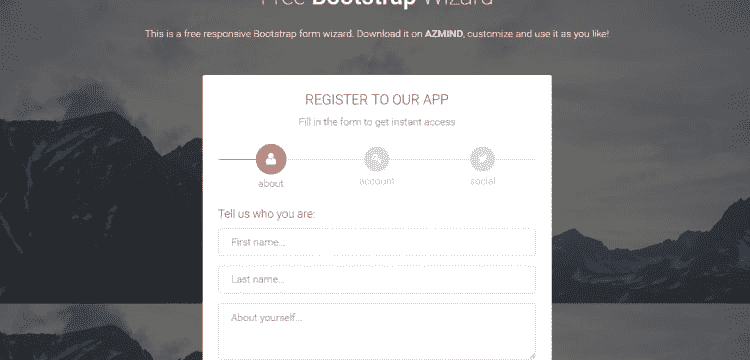 Free Bootstrap Wizard
This is a free responsive Bootstrap form wizard. Download it on AZMIND, customize and use it as you like!
REGISTER TO OUR APP
Fill in the form to get instant access
about
account
social
Tell us who you are:
First name...
Last name...
About yourself...